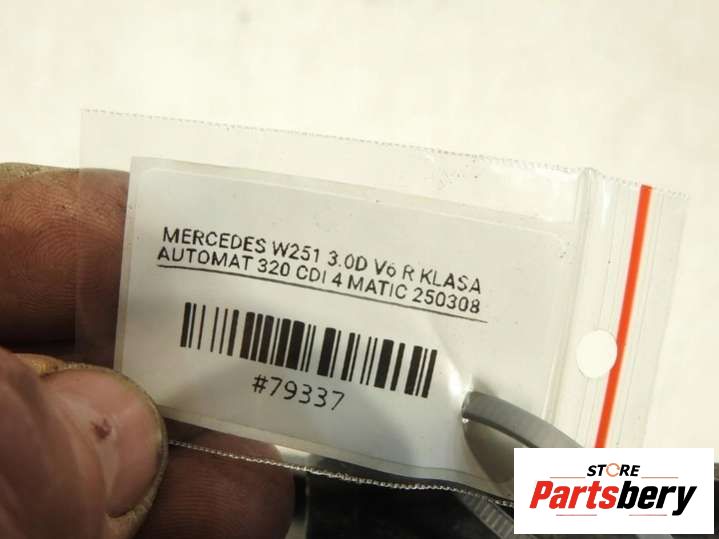 MERCEDES W251 3.0D V6 R KLASA
AUTOMAT 320 CDI 4 MATIC 250308
#79337
STORE
Partsbery